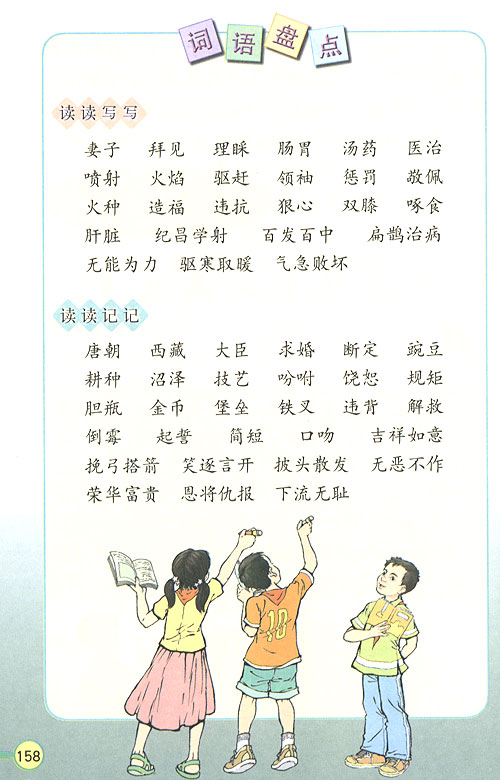 词语盘点
读读写写
妻子 拜见 理睬 肠胃 汤药 医治
喷射 火焰 驱赶 领袖 惩罚 敬佩
火种 造福 违抗 狠心 双膝 啄食
肝脏 纪昌学射 百发百中 扁鹊治病
无能为力 驱寒取暖 气急败坏
读读记记
唐朝 西藏 大臣 求婚 断定 豌豆
耕种 沼泽 技艺 吩咐 饶恕 规矩
胆瓶 金币 堡垒 铁叉 违背 解救
倒霉 起誓 简短 口吻 吉祥如意
挽弓搭箭 笑逐言开 披头散发 无恶不作
荣华富贵 恩将仇报 下流无耻
10
158